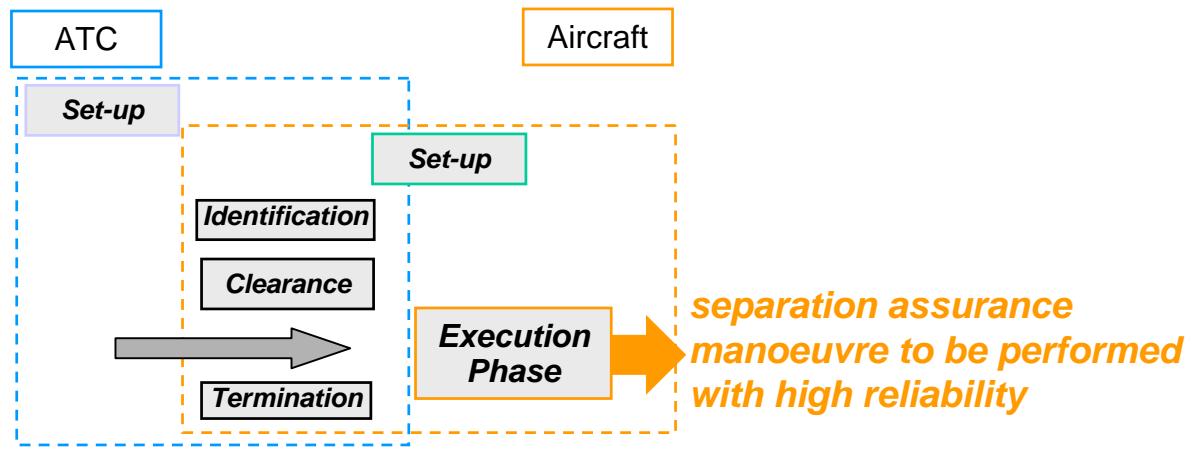 ATC
Aircraft
Set-up
Set-up
Identification
Clearance
Execution
Phase
separation assurance
manoeuvre to be performed
with high reliability
Termination